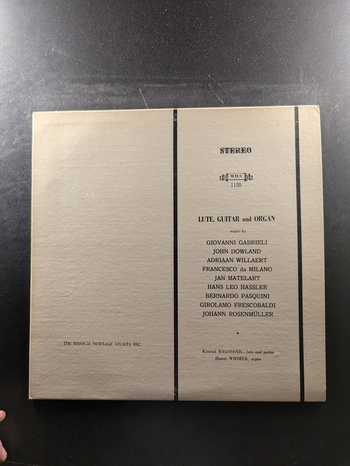 STEREO
MHS
1120
LUTE, GUITAR and ORGAN
music by
GIOVANNI GABRIELI
JOHN DOWLAND
ADRIAAN WILLAERT
FRANCESCO da MILANO
JAN MATELART
HANS LEO HASSLER
BERNARDO PASQUINI
GIROLAMO FRESCOBALDI
JOHANN ROSENMÜLLER
Konrad RAGOSSNIG, lute and guitar
organ
the musical heritage society inc.